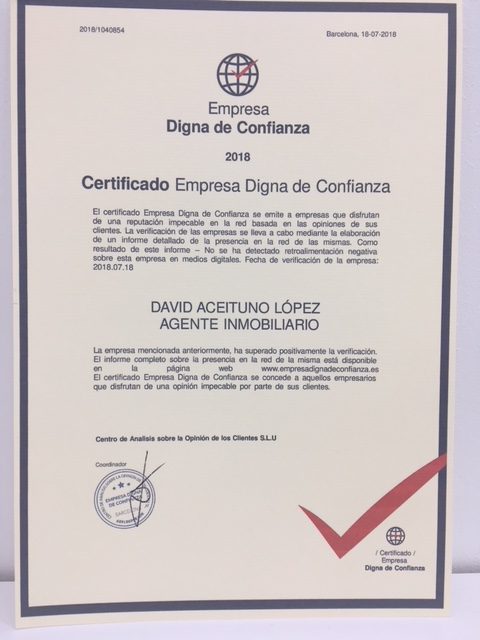 2018/1040854
Barcelona, 18-07-2018
Empresa
Digna de Confianza
2018
Certificado Empresa Digna de Confianza
El certificado Empresa Digna de Confianza se emite a empresas que disfrutan
de una reputación impecable en la red basada en las opiniones de sus
clientes. La verificación de las empresas se lleva a cabo mediante la elaboración
de un informe detallado de la presencia en la red de las mismas. Como
resultado de este informe – No se ha detectado retroalimentación negativa
sobre esta empresa en medios digitales. Fecha de verificación de la empresa:
2018.07.18
DAVID ACEITUNO LÓPEZ
AGENTE INMOBILIARIO
La empresa mencionada anteriormente, ha superado positivamente la verificación.
El informe completo sobre la presencia en la red de la misma está disponible
en la página web www.empresadignadeconfianza.es
El certificado Empresa Digna de Confianza se concede a aquellos empresarios
que disfrutan de una opinión impecable por parte de sus clientes.
Centro de Analisis sobre la Opinión de los Clientes S.L.U
Coordinador
EMPRESA DIGNA
DE CONFIANZA
BARCELONA
/ Certificado /
Empresa
Digna de Confianza